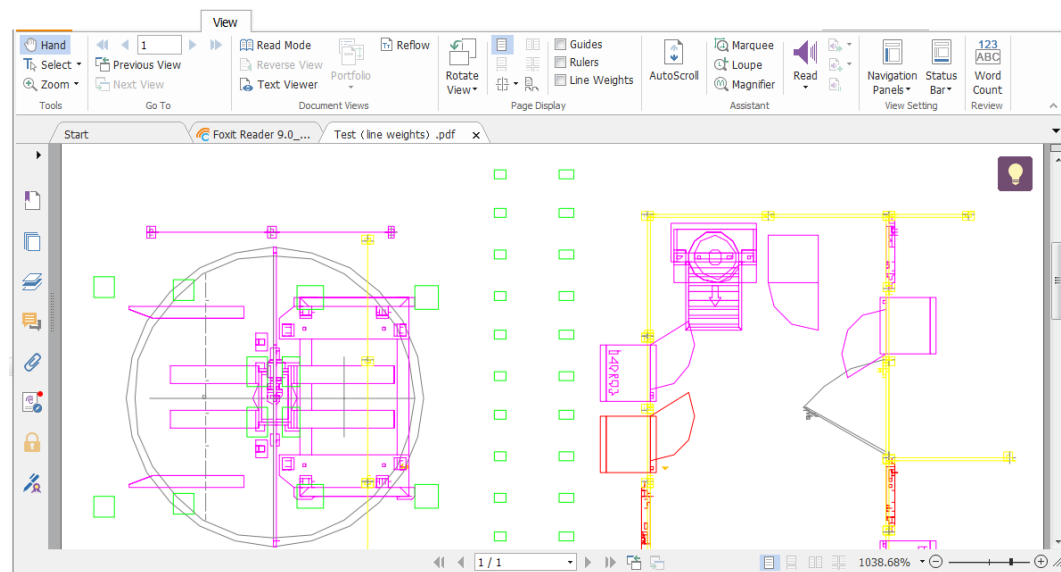 View
Hand
Select
Zoom
Tools
1
Previous View
Next View
Go To
Read Mode
Reverse View
Text Viewer
Portfolio
Reflow
Document Views
Rotate
View
Guides
Rulers
Line Weights
Page Display
AutoScroll
Marquee
Loupe
Magnifier
Read
Assistant
Navigation
Panels
Status
Bar
View Setting
123
ABC
Word
Count
Review
Start
Foxit Reader 9.0_...
Test (line weights) .pdf
1 / 1
1038.68%